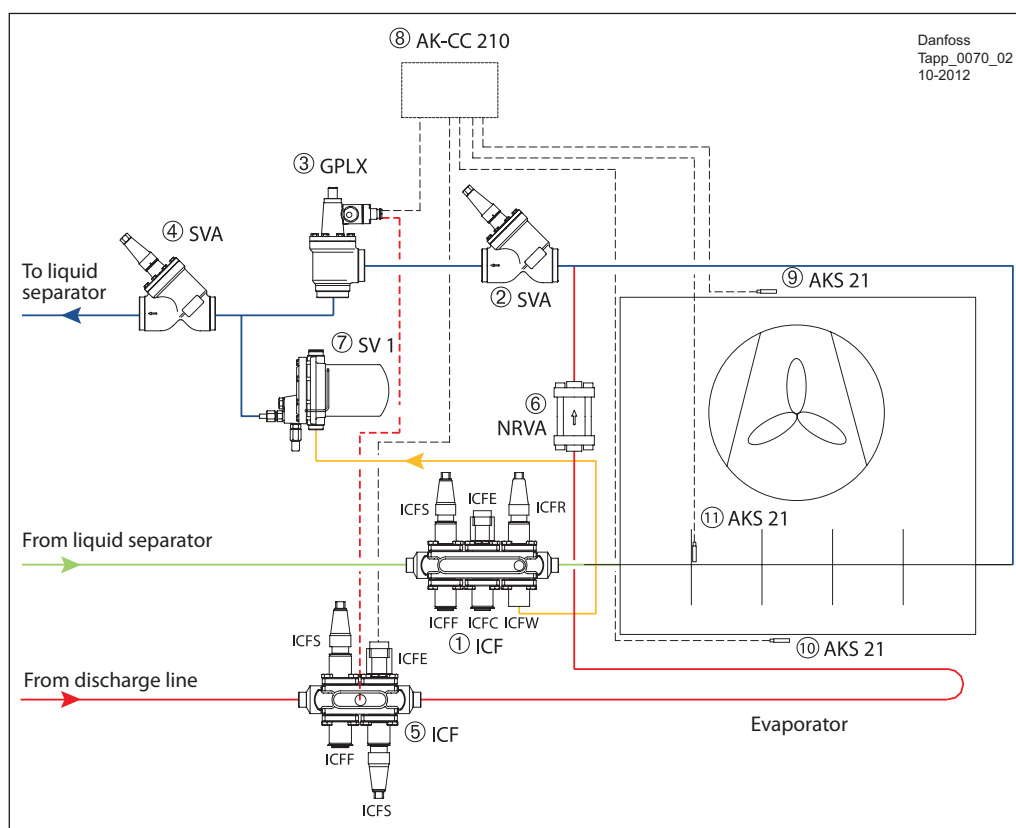 ⑧ AK-CC 210
Danfoss
Tapp_0070_02
10-2012
③ GPLX
④ SVA
To liquid
separator
② SVA
⑨ AKS 21
⑦ SV 1
⑥
NRVA
ICFS
ICFE
ICFR
⑪ AKS 21
From liquid separator
ICFF
ICFC
ICFW
① ICF
ICFS
ICFE
⑩ AKS 21
From discharge line
⑤ ICF
Evaporator
ICFF
ICFS